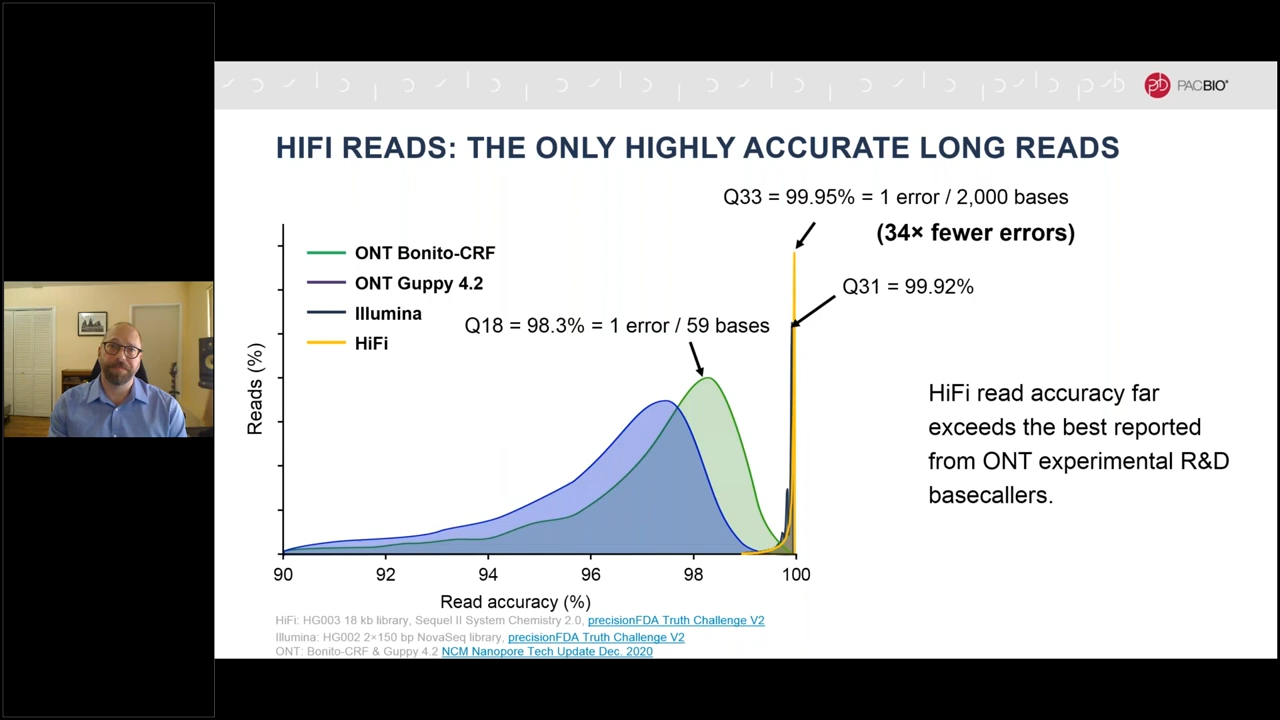 PACBIO®
HIFI READS: THE ONLY HIGHLY ACCURATE LONG READS
Q33 = 99.95% = 1 error / 2,000 bases
(34× fewer errors)
ONT Bonito-CRF
ONT Guppy 4.2
Illumina
HiFi
Q31 = 99.92%
Q18 = 98.3% = 1 error / 59 bases
Reads (%)
HiFi read accuracy far
exceeds the best reported
from ONT experimental R&D
basecallers.
90 92 94 96 98 100
Read accuracy (%)
HiFi: HG003 18 kb library, Sequel II System Chemistry 2.0, precisionFDA Truth Challenge V2
Illumina: HG002 2×150 bp NovaSeq library, precisionFDA Truth Challenge V2
ONT: Bonito-CRF & Guppy 4.2 NCM Nanopore Tech Update Dec. 2020